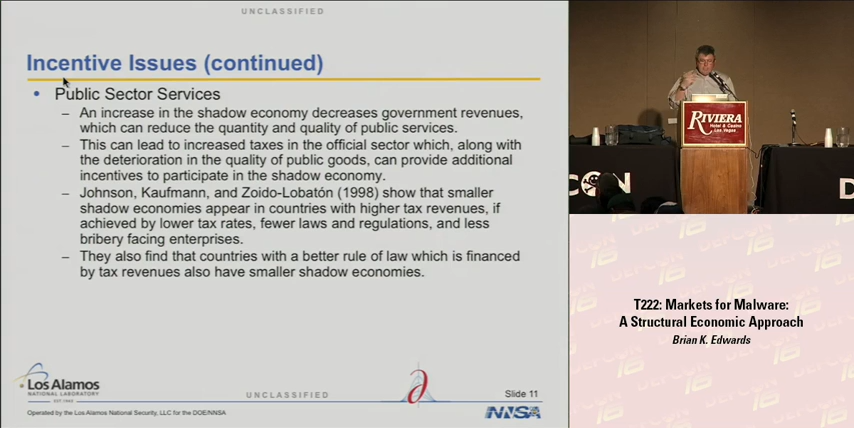 UNCLASSIFIED
Incentive Issues (continued)
• Public Sector Services
– An increase in the shadow economy decreases government revenues,
which can reduce the quantity and quality of public services.
– This can lead to increased taxes in the official sector which, along with
the deterioration in the quality of public goods, can provide additional
incentives to participate in the shadow economy.
– Johnson, Kaufmann, and Zoido-Lobatón (1998) show that smaller
shadow economies appear in countries with higher tax revenues, if
achieved by lower tax rates, fewer laws and regulations, and less
bribery facing enterprises.
– They also find that countries with a better rule of law which is financed
by tax revenues also have smaller shadow economies.
Los Alamos
NATIONAL LABORATORY
EST. 1943
Operated by the Los Alamos National Security, LLC for the DOE/NNSA
UNCLASSIFIED
Slide 11
NNSA
RIVIERA
Hotel & Casino
Las Vegas
CON
D
T222: Markets for Malware:
A Structural Economic Approach
Brian K. Edwards
DEFCON
16